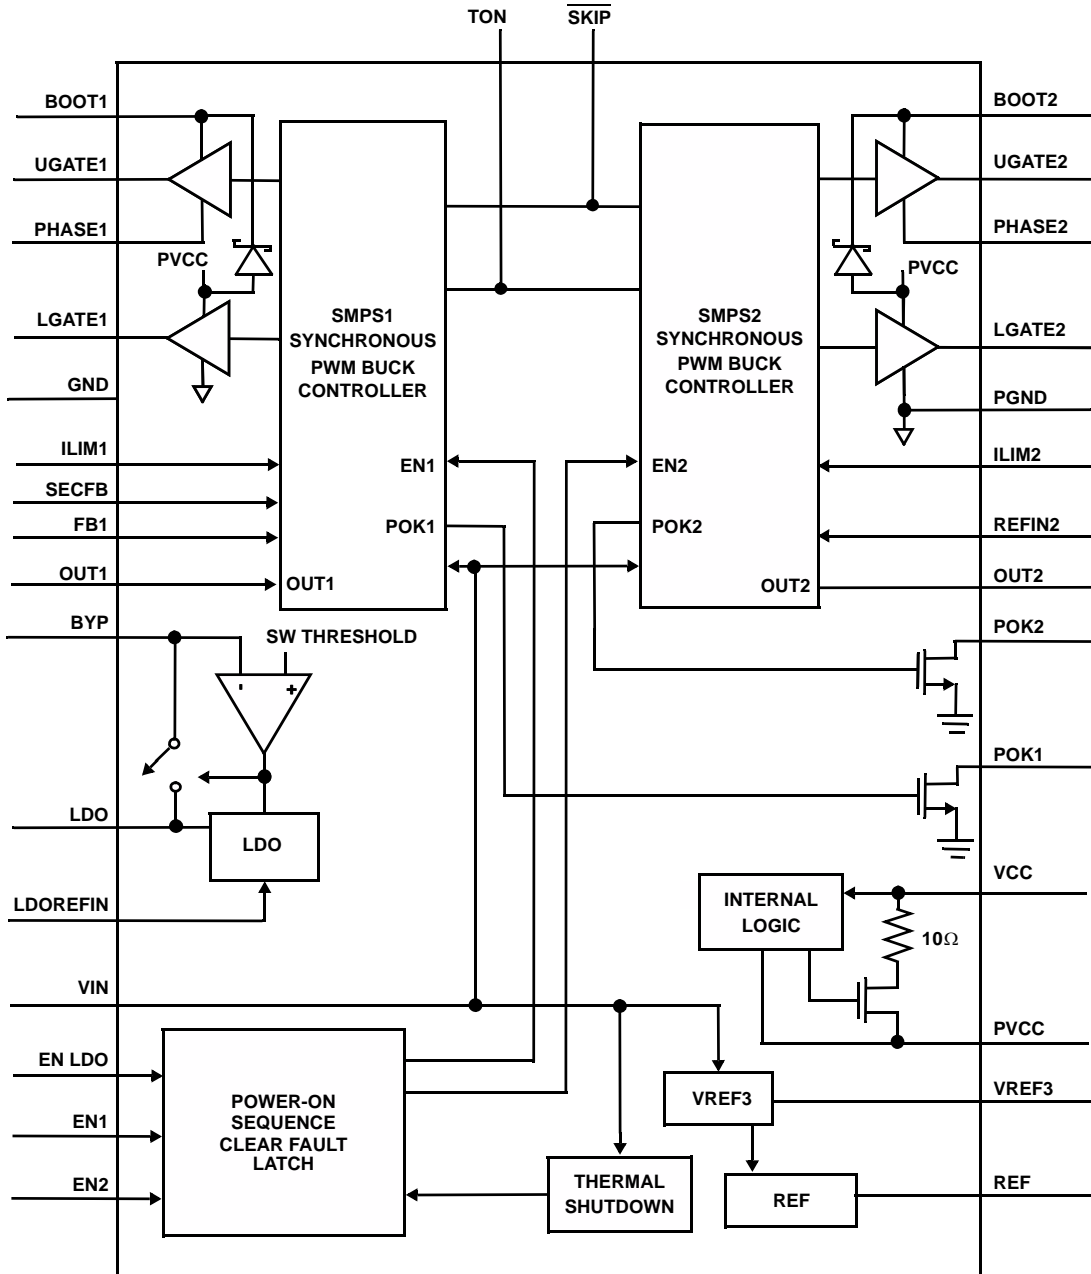 TON
SKIP
BOOT1
UGATE1
PHASE1
PVCC
LGATE1
GND
ILIM1
SECFB
FB1
OUT1
BYP
SW THRESHOLD
-
+
LDO
LDO
LDOREFIN
VIN
EN LDO
EN1
EN2
SMPS1
SYNCHRONOUS
PWM BUCK
CONTROLLER
EN1
POK1
OUT1
SMPS2
SYNCHRONOUS
PWM BUCK
CONTROLLER
EN2
POK2
OUT2
BOOT2
UGATE2
PHASE2
PVCC
LGATE2
PGND
ILIM2
REFIN2
OUT2
POK2
POK1
VCC
INTERNAL
LOGIC
10Ω
PVCC
POWER-ON
SEQUENCE
CLEAR FAULT
LATCH
THERMAL
SHUTDOWN
VREF3
VREF3
REF
REF